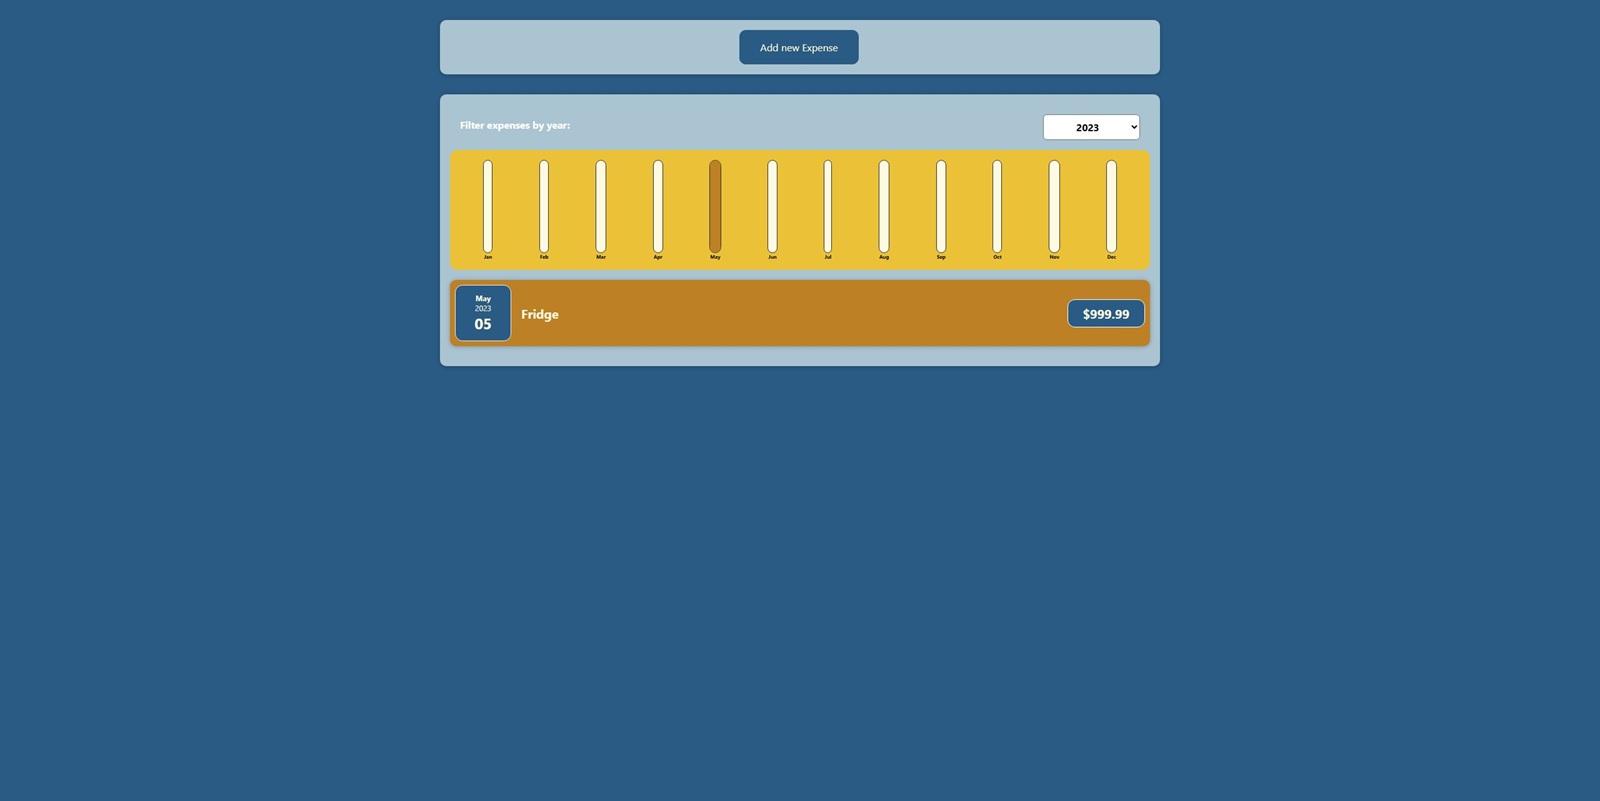 Add new Expense
Filter expenses by year:
2023
Jan Feb Mar Apr May Jun Jul Aug Sep Oct Nov Dec
May
2023
05
Fridge
$999.99